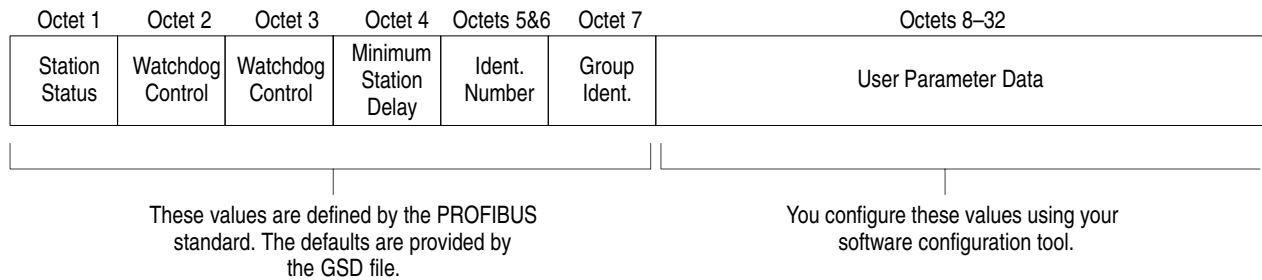 Octet 1 Octet 2 Octet 3 Octet 4 Octets 5&6 Octet 7 Octets 8–32
Station Status
Watchdog Control
Watchdog Control
Minimum Station Delay
Ident. Number
Group Ident.
User Parameter Data
These values are defined by the PROFIBUS
standard. The defaults are provided by
the GSD file.
You configure these values using your
software configuration tool.